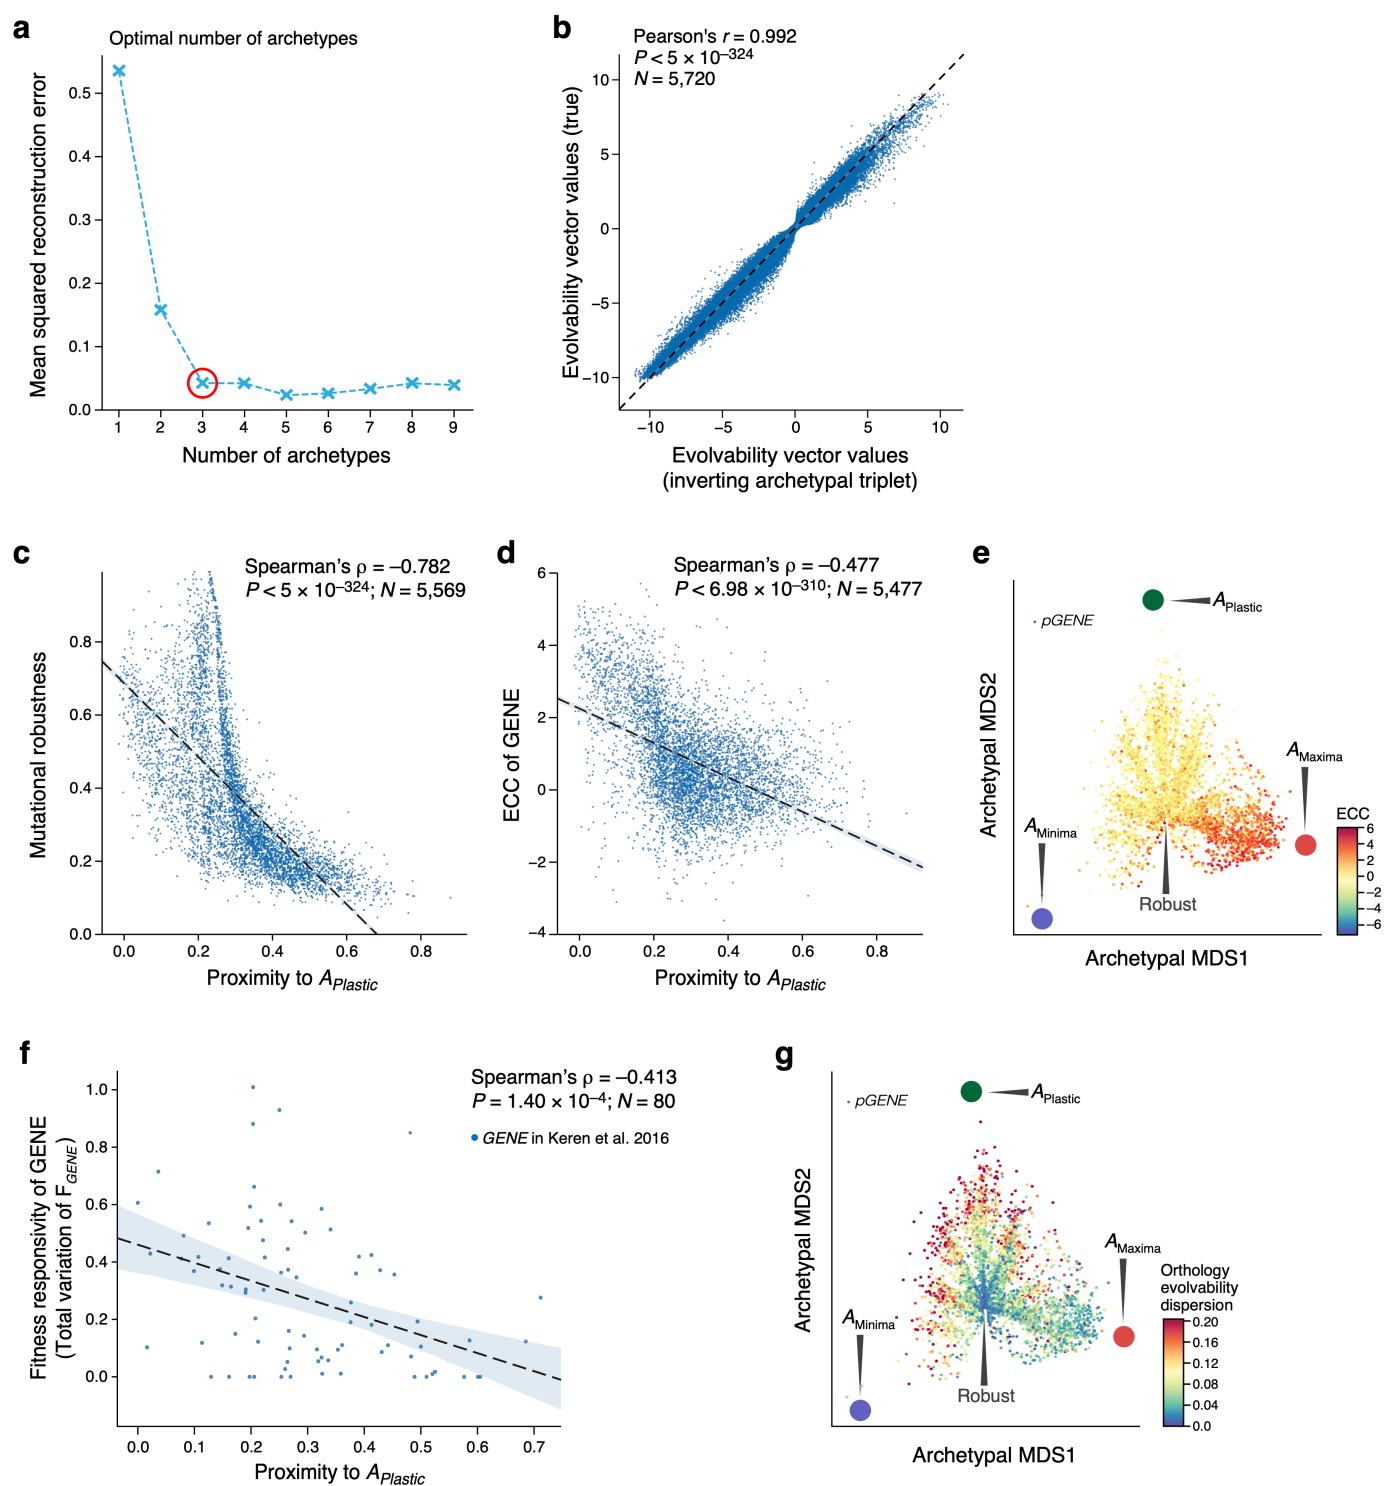 a
Optimal number of archetypes
Mean squared reconstruction error
0.5
0.4
0.3
0.2
0.1
0.0
1 2 3 4 5 6 7 8 9
Number of archetypes
b
Pearson's r = 0.992
P < 5 × 10–324
N = 5,720
Evolvability vector values (true)
10
5
0
–5
–10
–10 –5 0 5 10
Evolvability vector values
(inverting archetypal triplet)
c
Spearman's ρ = –0.782
P < 5 × 10–324; N = 5,569
Mutational robustness
0.8
0.6
0.4
0.2
0.0
0.0 0.2 0.4 0.6 0.8
Proximity to APlastic
d
Spearman's ρ = –0.477
P < 6.98 × 10–310; N = 5,477
ECC of GENE
6
4
2
0
–2
–4
0.0 0.2 0.4 0.6 0.8
Proximity to APlastic
e
APlastic
pGENE
Archetypal MDS2
AMaxima
AMinima
Robust
ECC
6
4
2
0
–2
–4
–6
Archetypal MDS1
f
Spearman's ρ = –0.413
P = 1.40 × 10–4; N = 80
GENE in Keren et al. 2016
Fitness responsivity of GENE
(Total variation of FGENE)
1.0
0.8
0.6
0.4
0.2
0.0
0.0 0.1 0.2 0.3 0.4 0.5 0.6 0.7
Proximity to APlastic
g
APlastic
pGENE
Archetypal MDS2
AMaxima
AMinima
Robust
Orthology
evolvability
dispersion
0.20
0.16
0.12
0.08
0.04
0.0
Archetypal MDS1